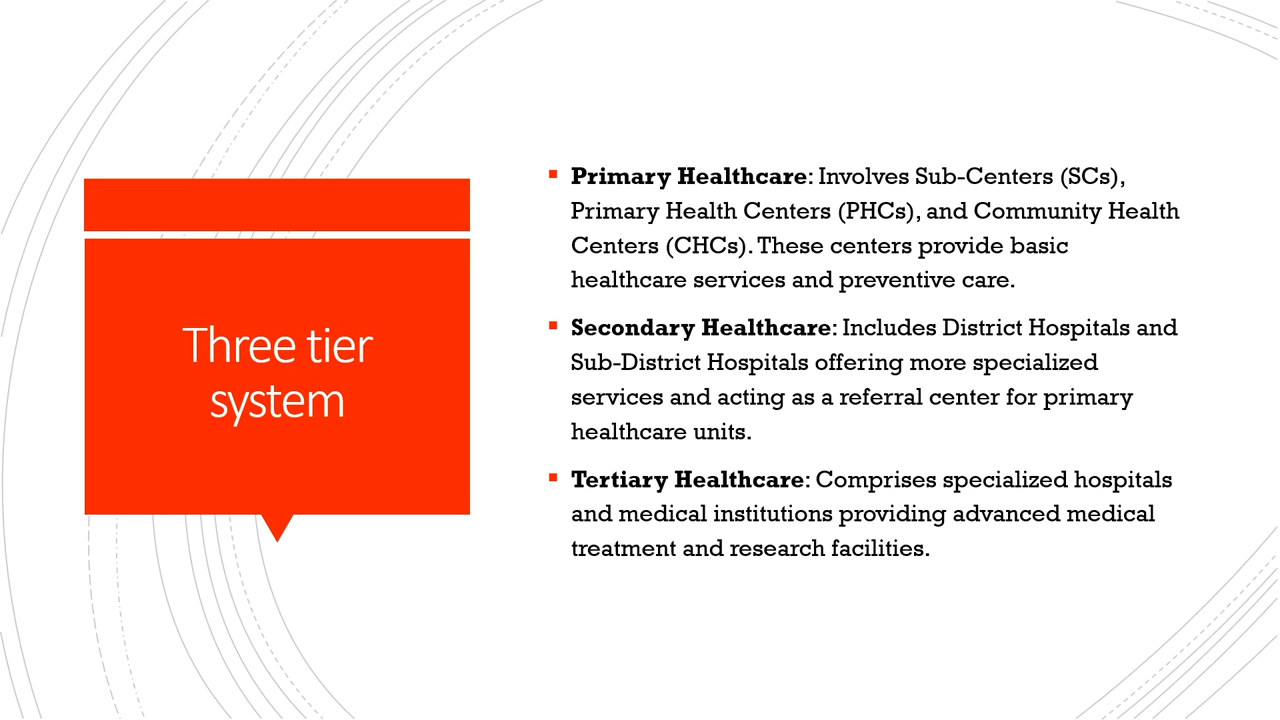 Three tier
system
Primary Healthcare: Involves Sub-Centers (SCs),
Primary Health Centers (PHCs), and Community Health
Centers (CHCs). These centers provide basic
healthcare services and preventive care.
Secondary Healthcare: Includes District Hospitals and
Sub-District Hospitals offering more specialized
services and acting as a referral center for primary
healthcare units.
Tertiary Healthcare: Comprises specialized hospitals
and medical institutions providing advanced medical
treatment and research facilities.